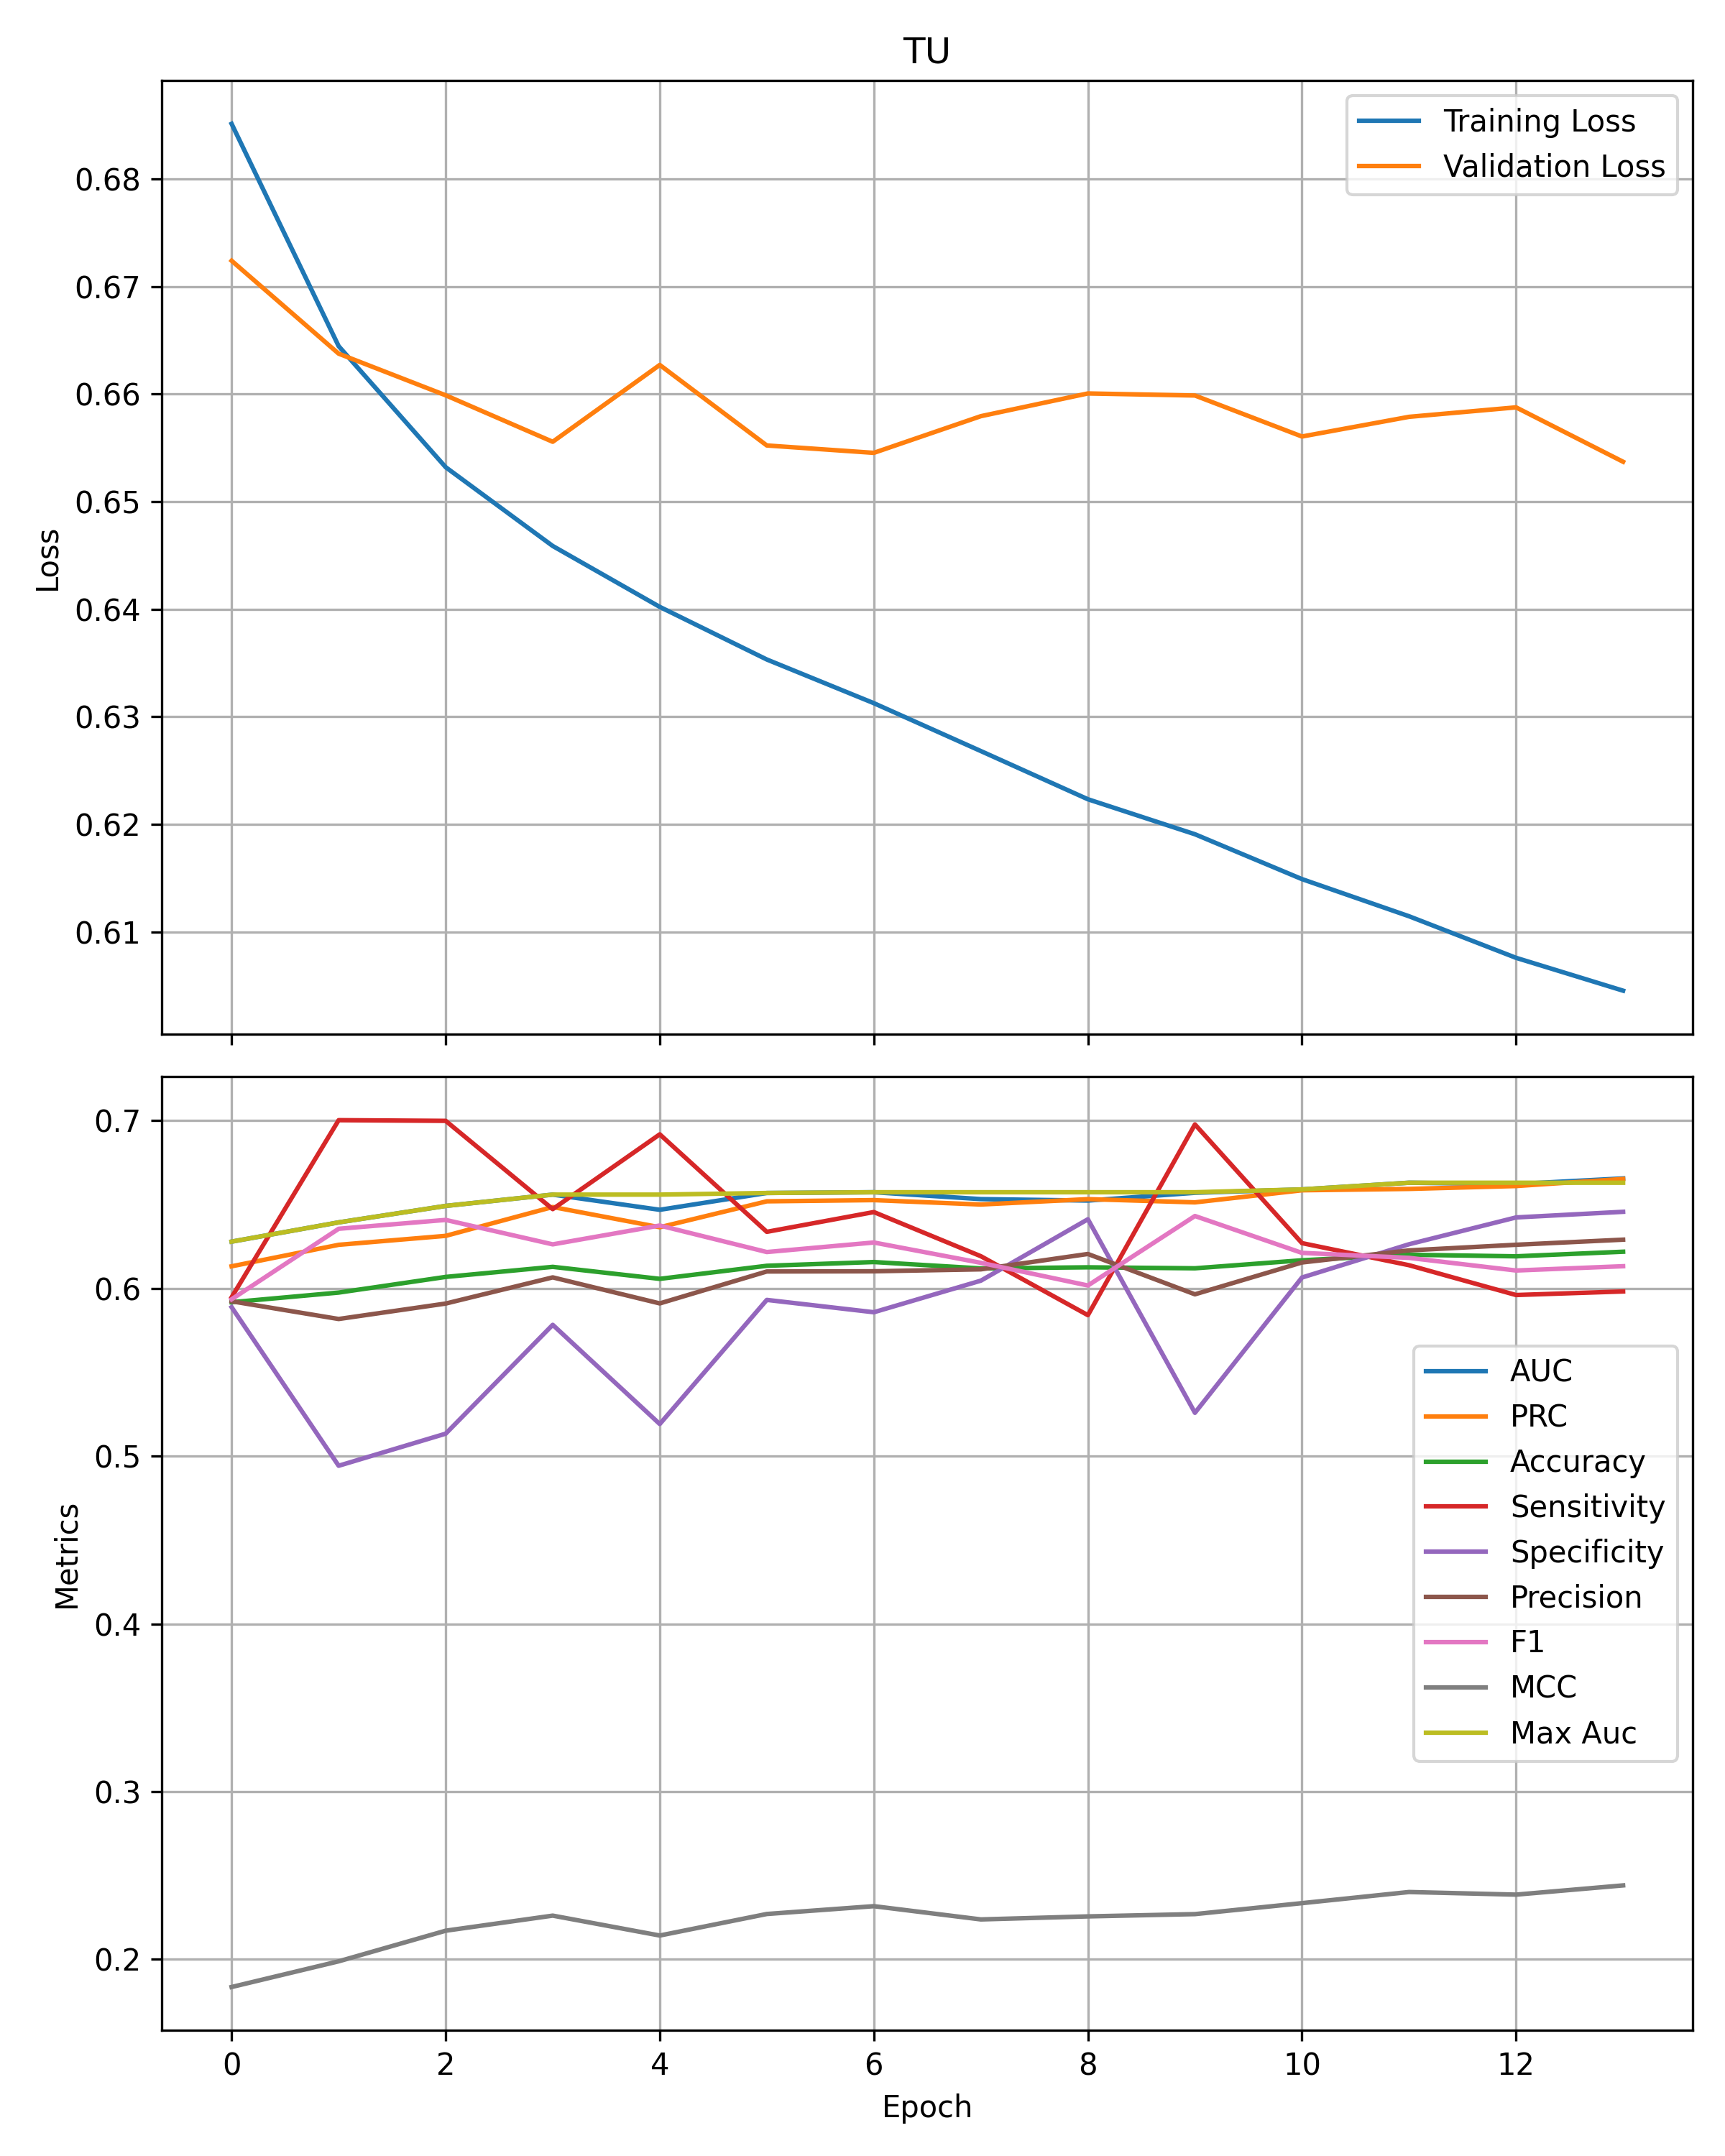 TU
Training Loss
Validation Loss
0.68
0.67
0.66
0.65
0.64
0.63
0.62
0.61
Loss
0.7
0.6
0.5
0.4
0.3
0.2
Metrics
AUC
PRC
Accuracy
Sensitivity
Specificity
Precision
F1
MCC
Max Auc
0 2 4 6 8 10 12
Epoch